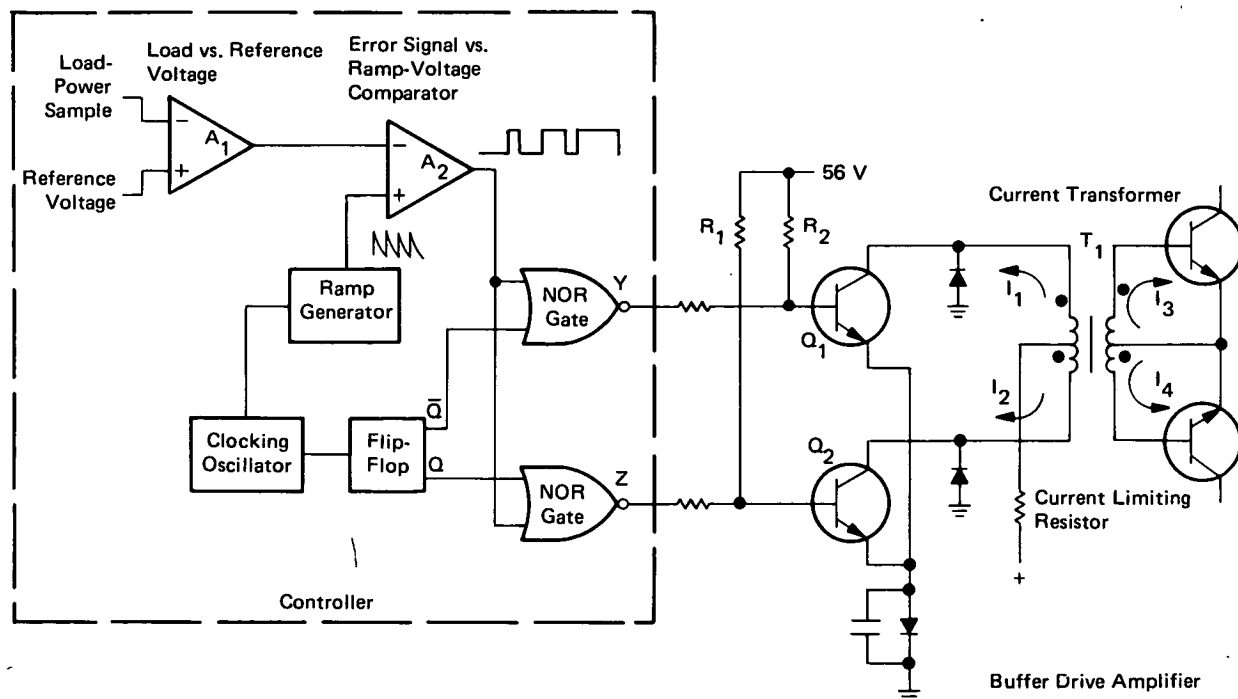 Load-
Power
Sample
Load vs. Reference
Voltage
Error Signal vs.
Ramp-Voltage
Comparator
−
A1
+
Reference
Voltage
−
A2
+
56 V
R1
R2
Current Transformer
T1
Ramp
Generator
NOR
Gate
Y
Q1
I1
I3
I2
I4
Clocking
Oscillator
Flip-
Flop
Q̅
Q
NOR
Gate
Z
Q2
Current Limiting
Resistor
+
Controller
Buffer Drive Amplifier